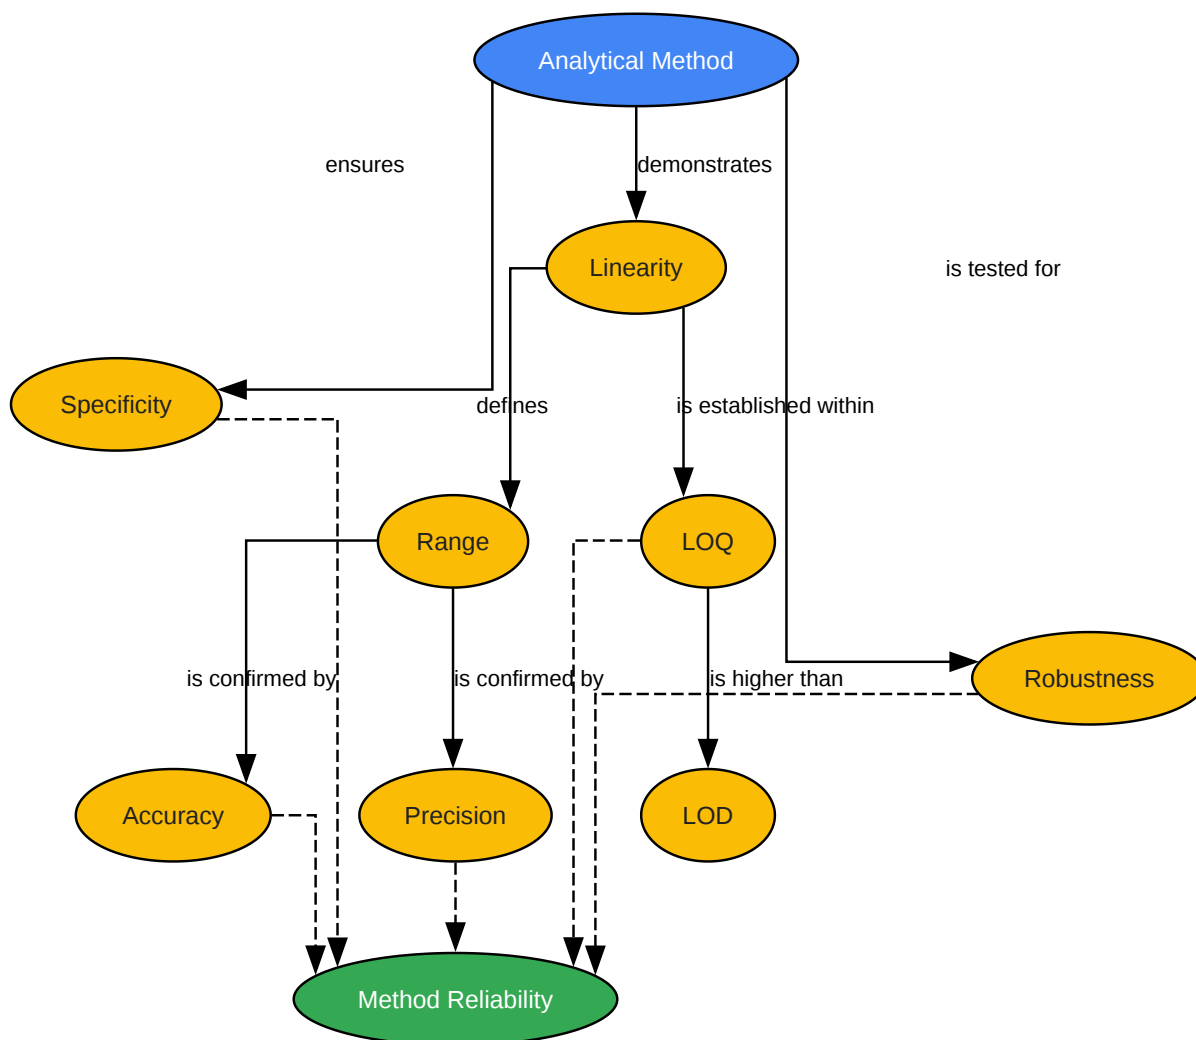 Analytical Method
ensures
demonstrates
Linearity
is tested for
Specificity
defines
is established within
Range
LOQ
is confirmed by
is confirmed by
is higher than
Robustness
Accuracy
Precision
LOD
Method Reliability